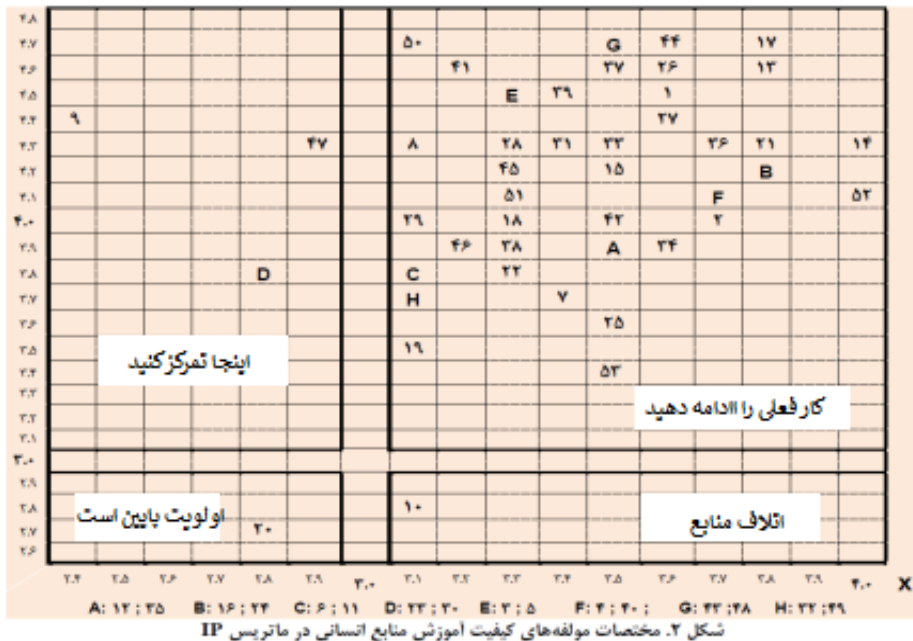 ۴.۸
۴.۷ ۵۰ G ۴۴ ۱۷
۴.۶ ۴۱ ۳۷ ۲۶ ۱۳
۴.۵ E ۳۹ ۱
۴.۴ ۹ ۲۷
۴.۳ ۴۷ ۸ ۲۸ ۳۱ ۳۳ ۳۶ ۲۱ ۱۴
۴.۲ ۴۵ ۱۵ B
۴.۱ ۵۱ F ۵۲
۴.۰ ۲۹ ۱۸ ۴۲ ۲
۳.۹ ۴۶ ۳۸ A ۳۴
۳.۸ D C ۲۲
۳.۷ H ۷
۳.۶ ۲۵
۳.۵ ۱۹
اینجا تمرکز کنید
۳.۴ ۵۳
۳.۳
کار فعلی را اادامه دهید
۳.۲
۳.۱
۳.۰
۲.۹
۲.۸ ۱۰
اولویت پایین است اتلاف منابع
۲.۷ ۲۰
۲.۶
۲.۴ ۲.۵ ۲.۶ ۲.۷ ۲.۸ ۲.۹ ۳.۰ ۳.۱ ۳.۲ ۳.۳ ۳.۴ ۳.۵ ۳.۶ ۳.۷ ۳.۸ ۳.۹ ۴.۰ X
A: ۱۲ ; ۳۵ B: ۱۶ ; ۲۴ C: ۶ ; ۱۱ D: ۲۳ ; ۳۰ E: ۳ ; ۵ F: ۴ ; ۴۰ ; G: ۴۳ ;۴۸ H: ۳۲ ;۴۹
شکل ۲. مختصات مولفه‌های کیفیت آموزش منابع انسانی در ماتریس IP